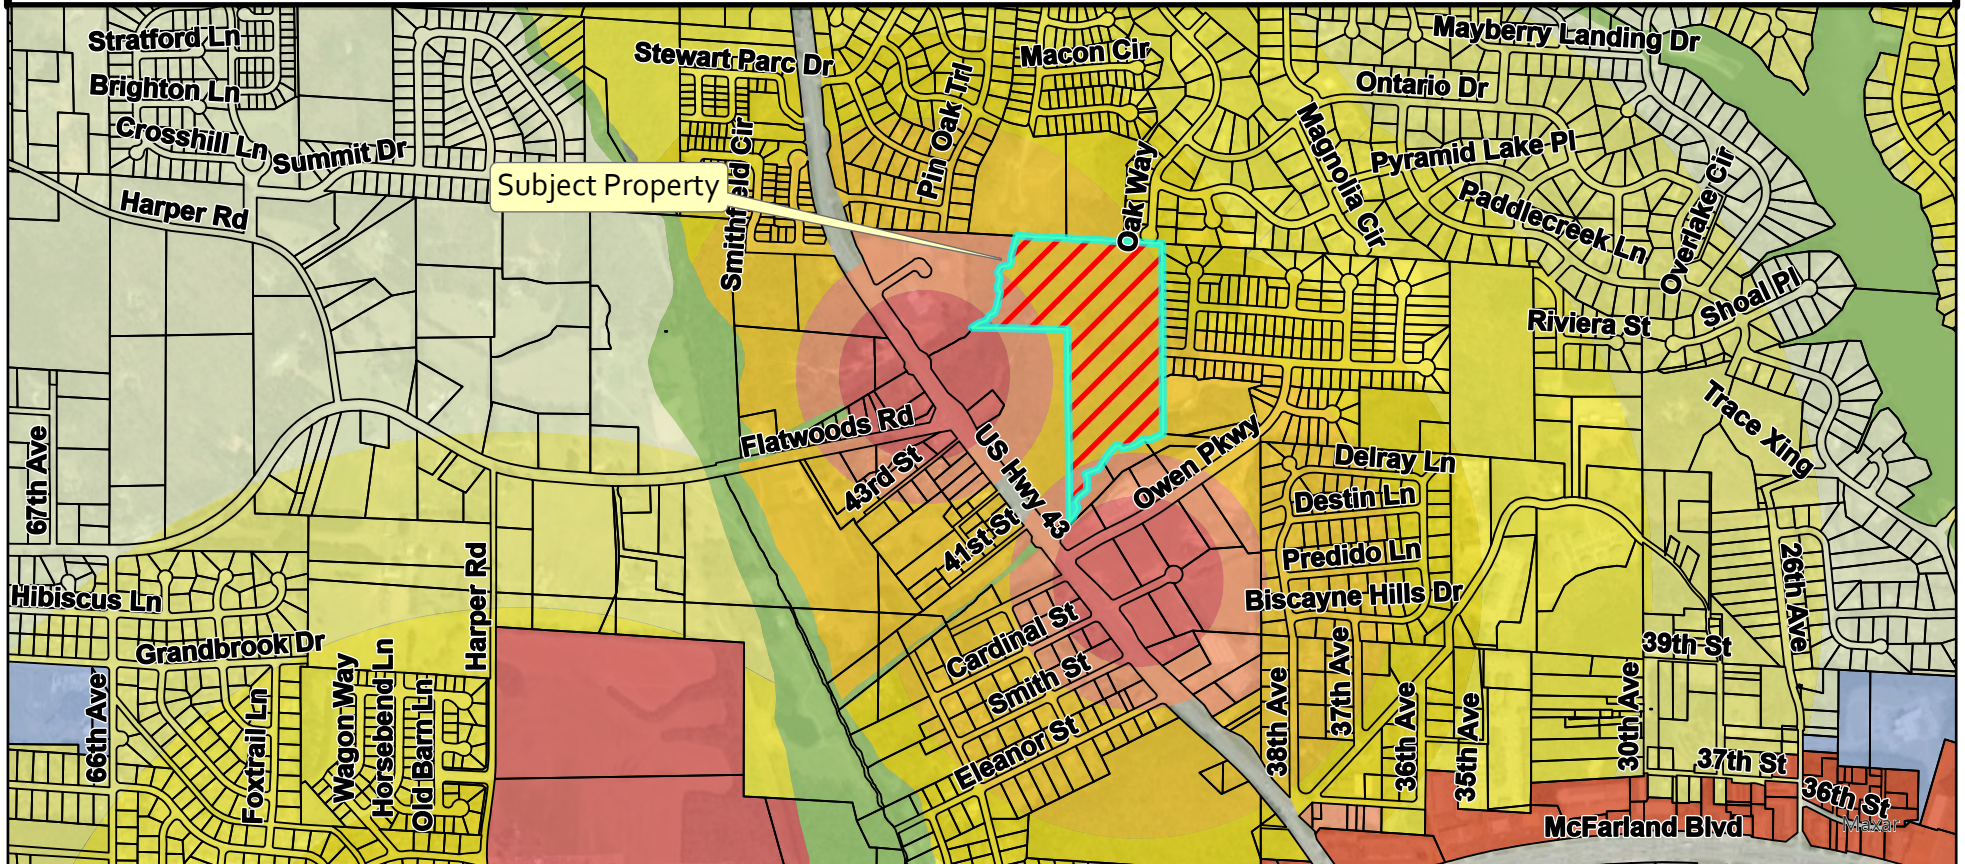 Stratford Ln
Stewart Parc Dr
Macon Cir
Mayberry Landing Dr
Brighton Ln
Pin Oak Trl
Ontario Dr
Crosshill Ln
Summit Dr
Smithfield Cir
Magnolia Cir
Pyramid Lake Pl
Subject Property
Oak Way
Paddlecreek Ln
Overlake Cir
Harper Rd
Shoal Pl
Riviera St
Trace Xing
Flatwoods Rd
67th Ave
43rd St
US Hwy 43
Owen Pkwy
Delray Ln
Destin Ln
41st St
Predido Ln
Hibiscus Ln
Harper Rd
Biscayne Hills Dr
26th Ave
Cardinal St
Grandbrook Dr
39th St
Smith St
66th Ave
Foxtrail Ln
Wagon Way
Horsebend Ln
Old Barn Ln
Eleanor St
38th Ave
37th Ave
36th Ave
35th Ave
30th Ave
37th St
36th St
McFarland Blvd
Maxar